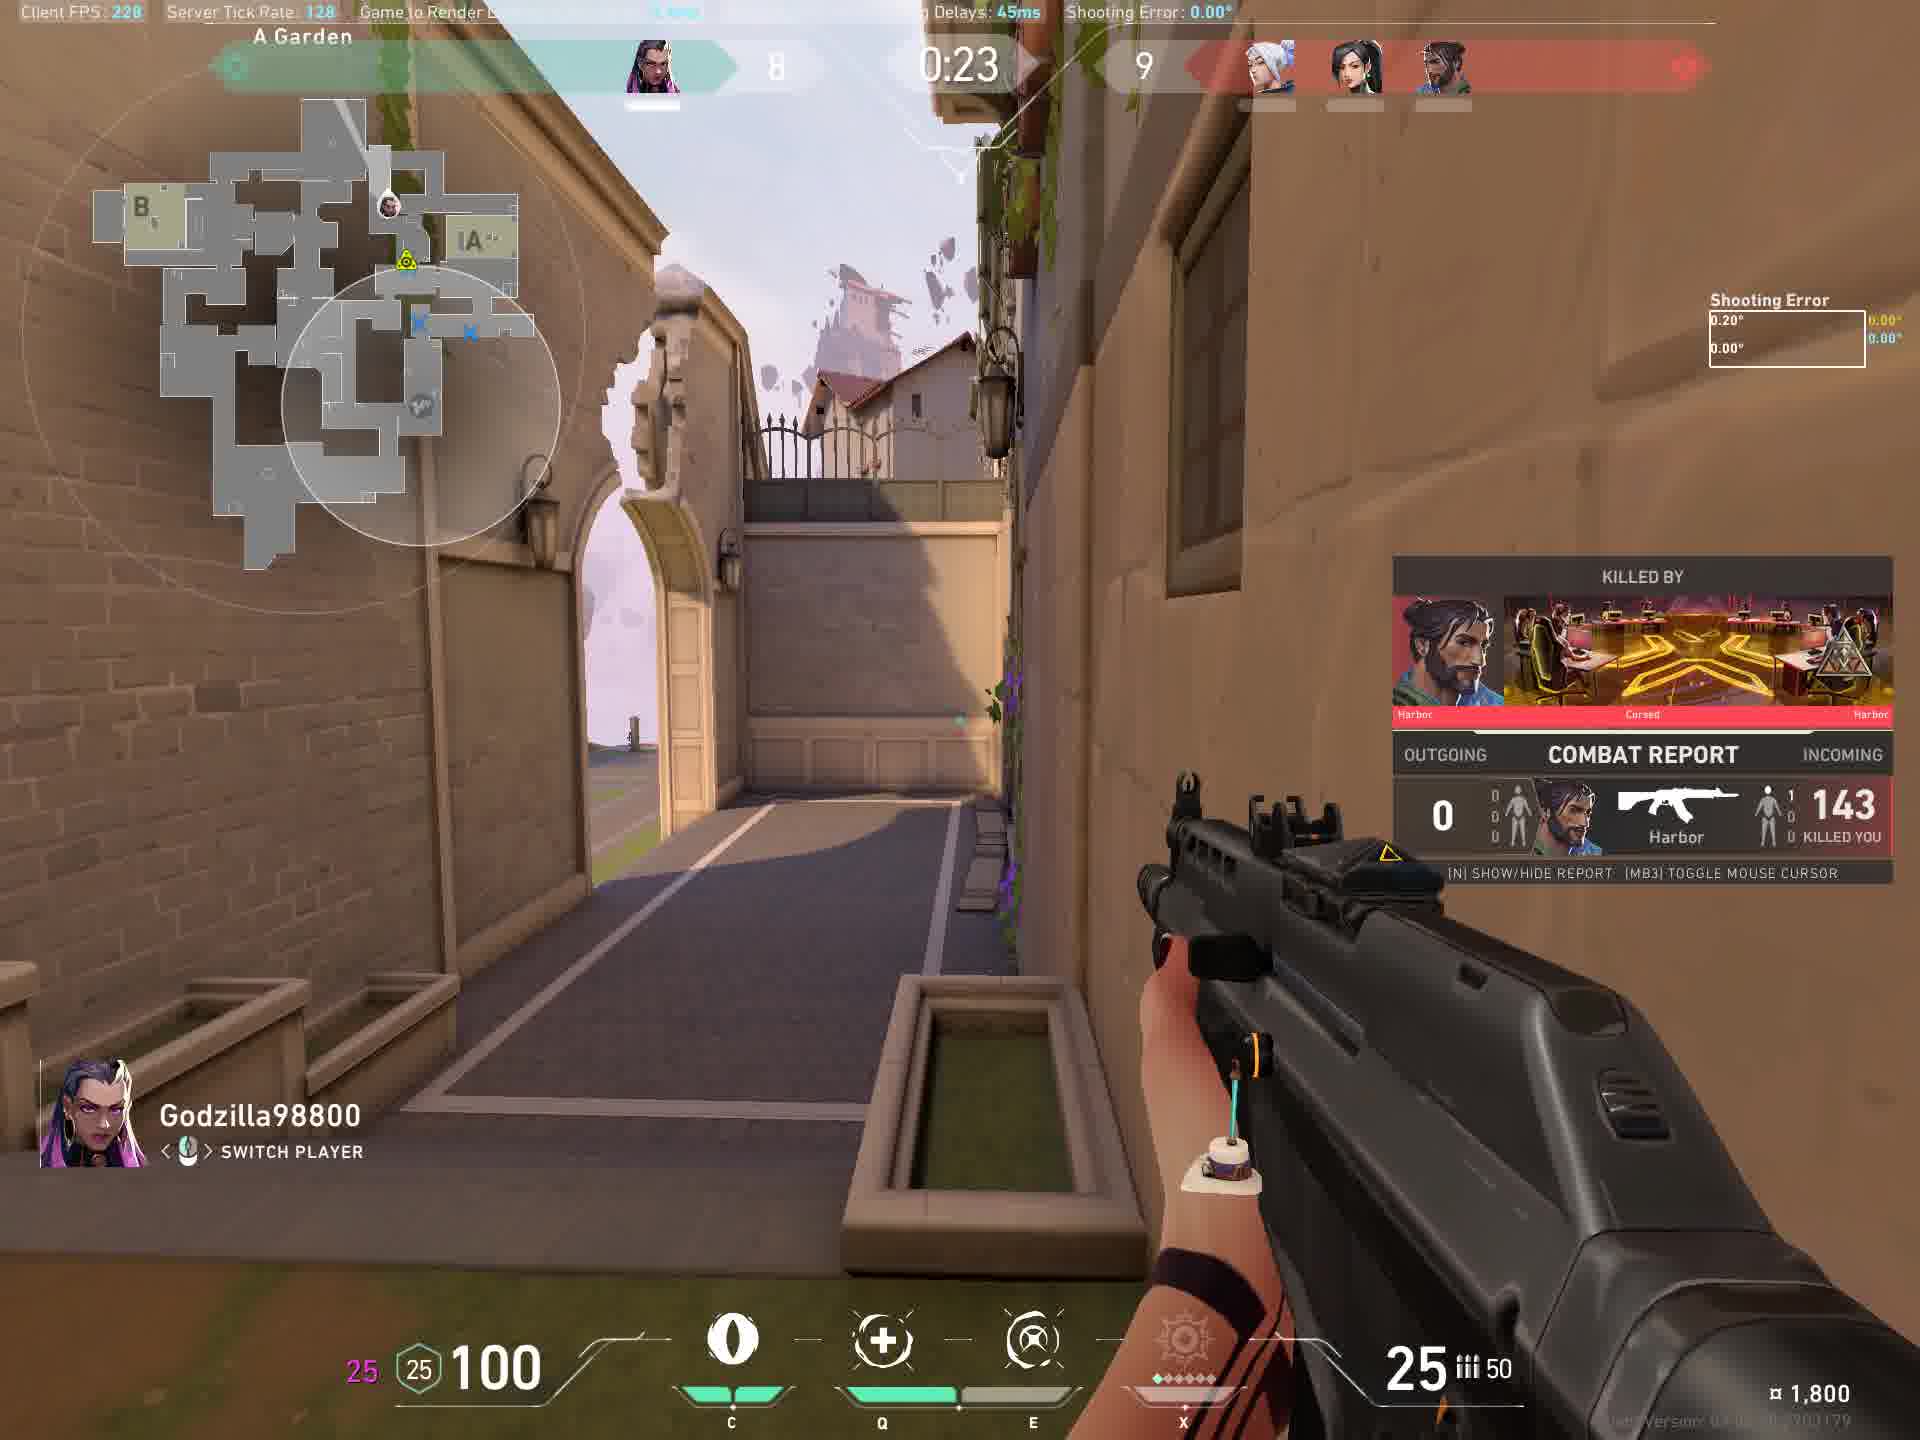 Client FPS: 228 Server Tick Rate: 128 Game to Render
Delays: 45ms Shooting Error: 0.00°
A Garden
8 0:23 9
B
A
Shooting Error
0.20° 0.00°
0.00°
0.00°
KILLED BY
Harbor Cursed Harbor
OUTGOING COMBAT REPORT INCOMING
0 0 0 0 Harbor 1 0 0 143 KILLED YOU
[N] SHOW/HIDE REPORT [MB3] TOGGLE MOUSE CURSOR
Godzilla98800
< > SWITCH PLAYER
25 25 100
25 50
C Q E X
¤ 1,800